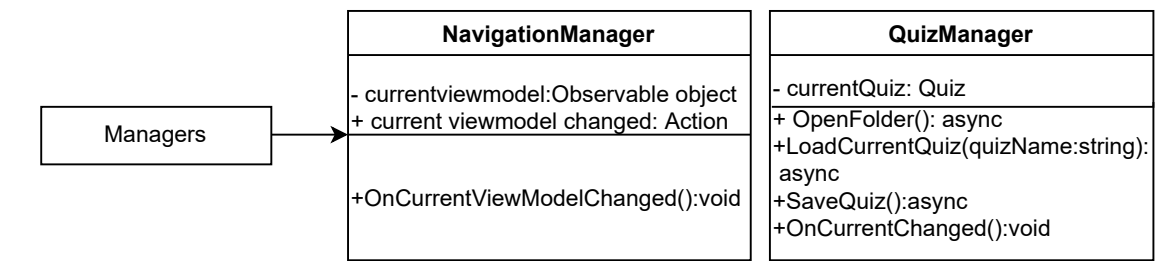 Managers
NavigationManager
- currentviewmodel:Observable object
+ current viewmodel changed: Action
+OnCurrentViewModelChanged():void
QuizManager
- currentQuiz: Quiz
+ OpenFolder(): async
+LoadCurrentQuiz(quizName:string):
async
+SaveQuiz():async
+OnCurrentChanged():void